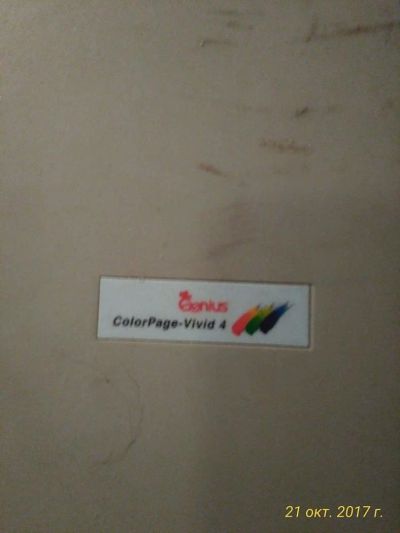 Genius
ColorPage-Vivid 4
21 окт. 2017 г.